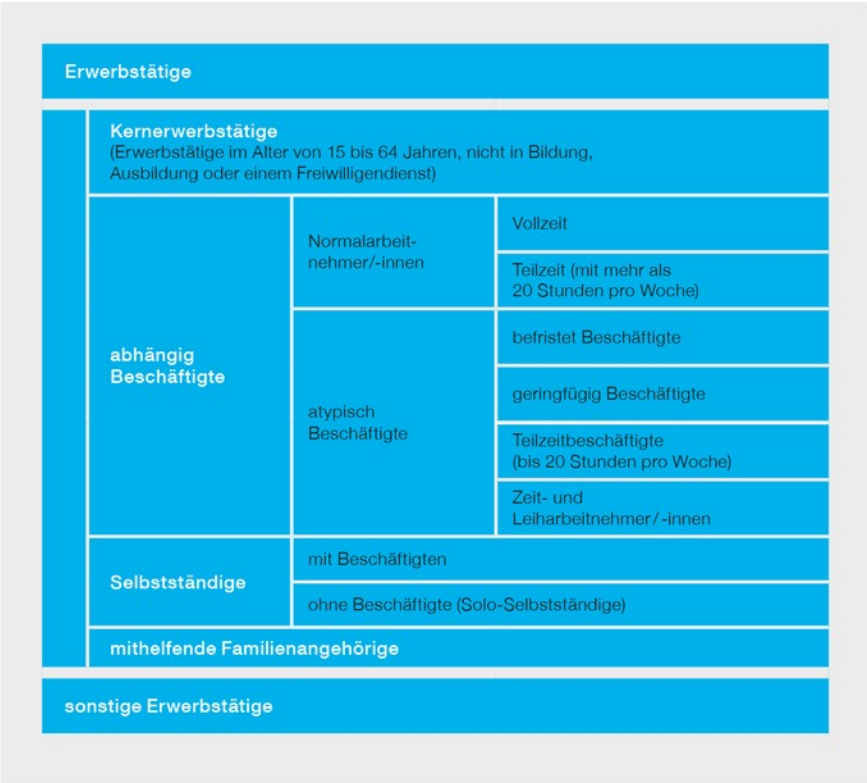 Erwerbstätige
Kernerwerbstätige
(Erwerbstätige im Alter von 15 bis 64 Jahren, nicht in Bildung,
Ausbildung oder einem Freiwilligendienst)
abhängig
Beschäftigte
Normalarbeit-
nehmer/-innen
Vollzeit
Teilzeit (mit mehr als
20 Stunden pro Woche)
atypisch
Beschäftigte
befristet Beschäftigte
geringfügig Beschäftigte
Teilzeitbeschäftigte
(bis 20 Stunden pro Woche)
Zeit- und
Leiharbeitnehmer/-innen
Selbstständige
mit Beschäftigten
ohne Beschäftigte (Solo-Selbstständige)
mithelfende Familienangehörige
sonstige Erwerbstätige